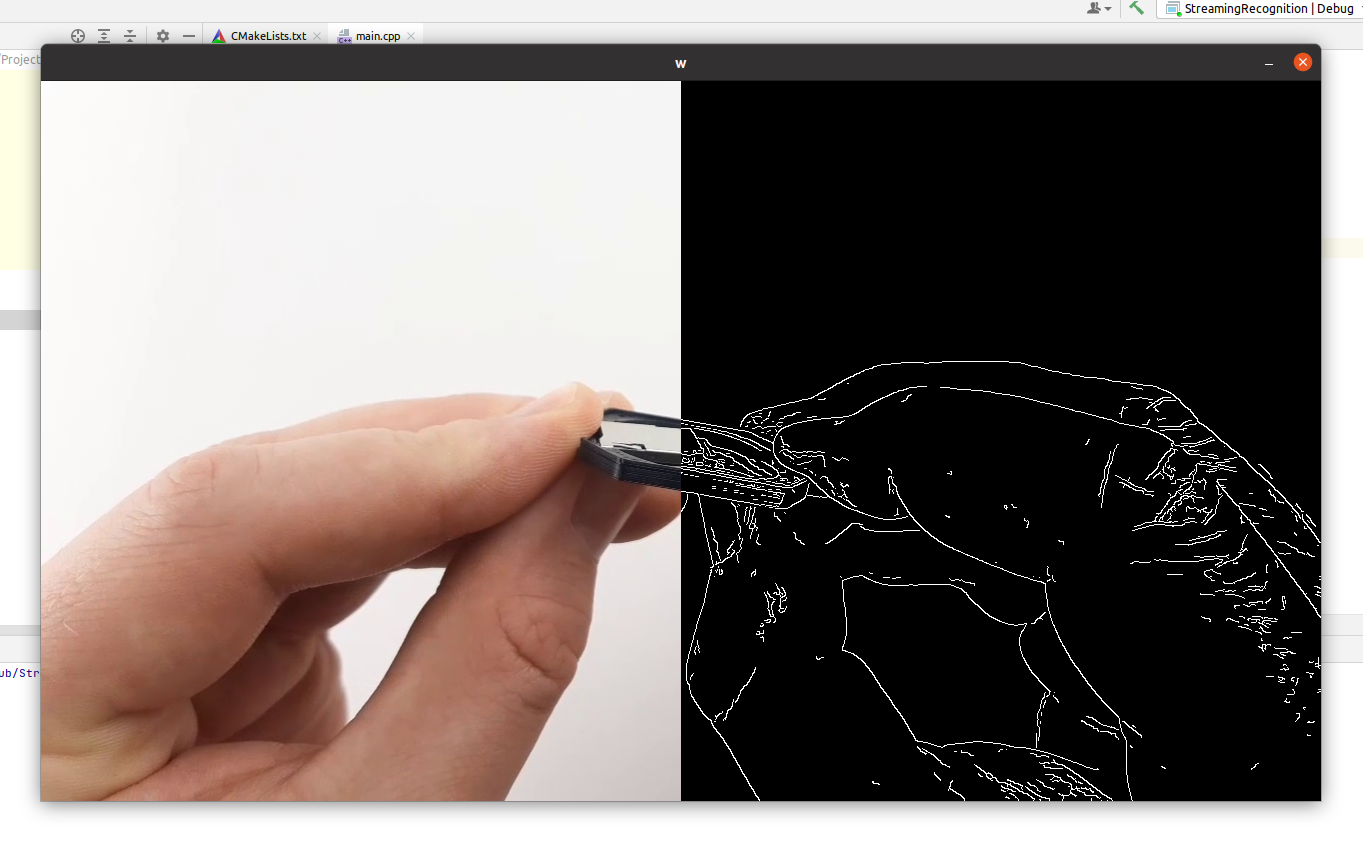 StreamingRecognition | Debug
CMakeLists.txt
main.cpp
Project
w
ub/Str